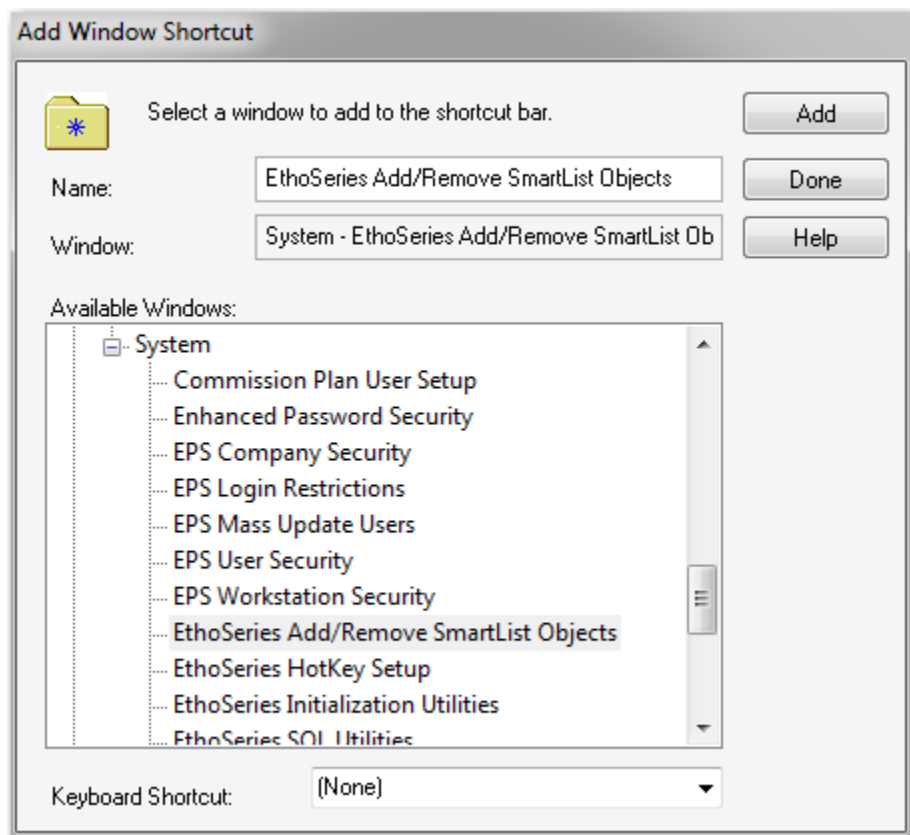 Add Window Shortcut
Select a window to add to the shortcut bar.
Add
Name:
EthoSeries Add/Remove SmartList Objects
Done
Window:
System - EthoSeries Add/Remove SmartList Ob
Help
Available Windows:
System
Commission Plan User Setup
Enhanced Password Security
EPS Company Security
EPS Login Restrictions
EPS Mass Update Users
EPS User Security
EPS Workstation Security
EthoSeries Add/Remove SmartList Objects
EthoSeries HotKey Setup
EthoSeries Initialization Utilities
EthoSeries SQL Utilities
Keyboard Shortcut:
(None)